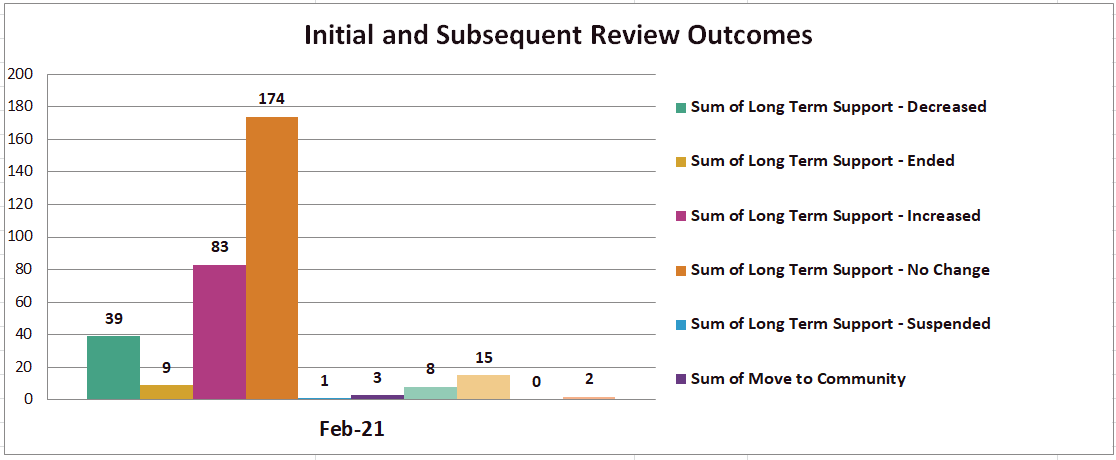 Initial and Subsequent Review Outcomes
200
180
160
140
120
100
80
60
40
20
0
39
9
83
174
1
3
8
15
0
2
Feb-21
Sum of Long Term Support - Decreased
Sum of Long Term Support - Ended
Sum of Long Term Support - Increased
Sum of Long Term Support - No Change
Sum of Long Term Support - Suspended
Sum of Move to Community